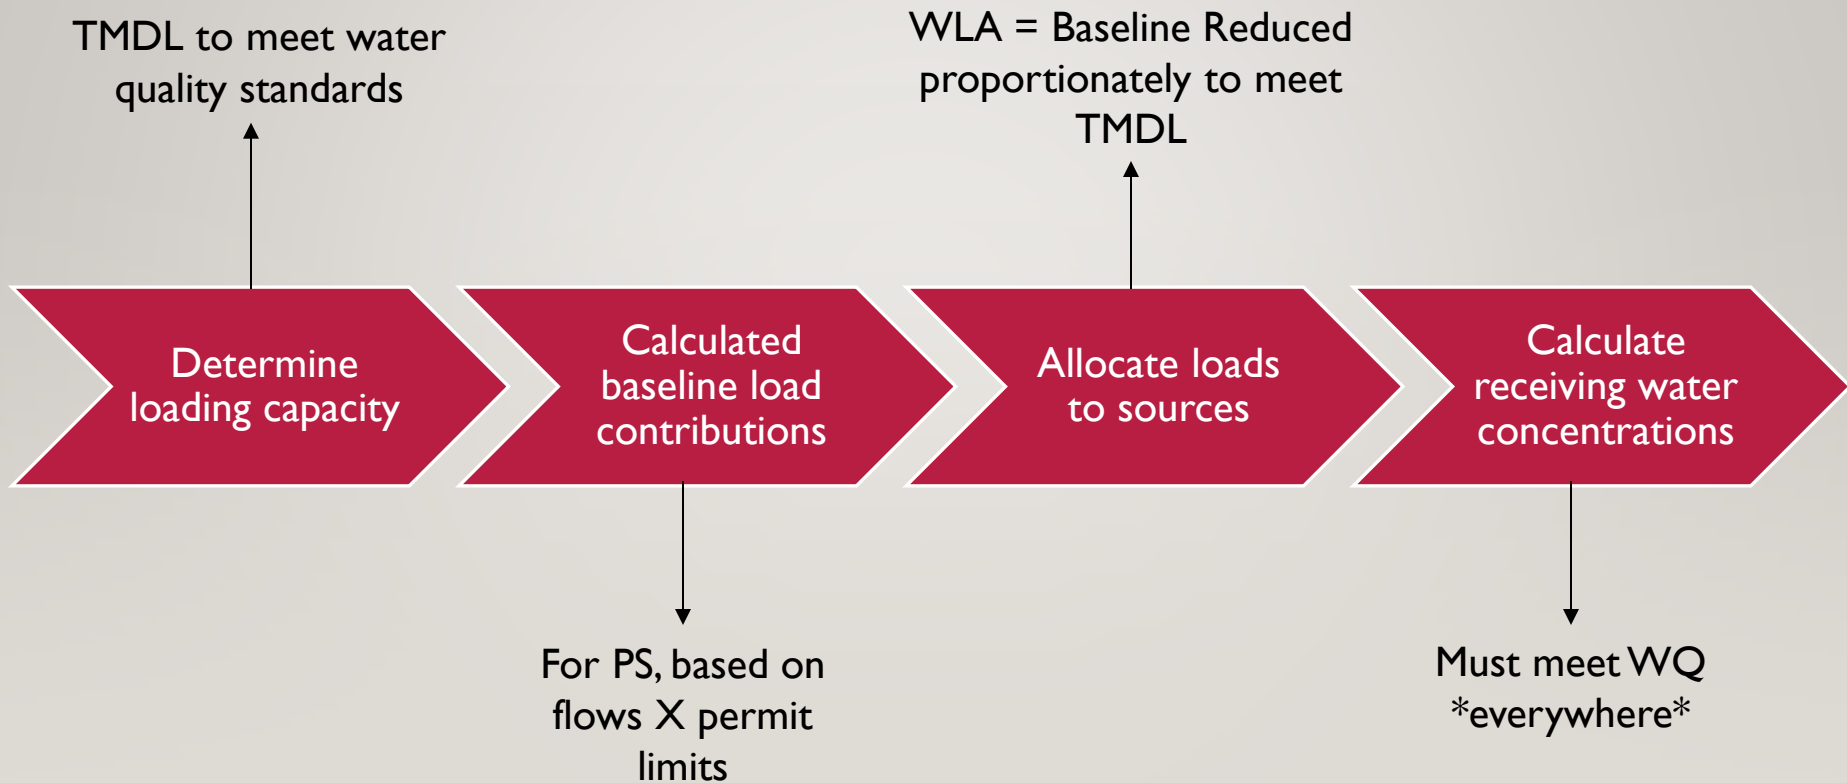 TMDL to meet water
quality standards
WLA = Baseline Reduced
proportionately to meet
TMDL
Determine
loading capacity
Calculated
baseline load
contributions
Allocate loads
to sources
Calculate
receiving water
concentrations
For PS, based on
flows X permit
limits
Must meet WQ
*everywhere*